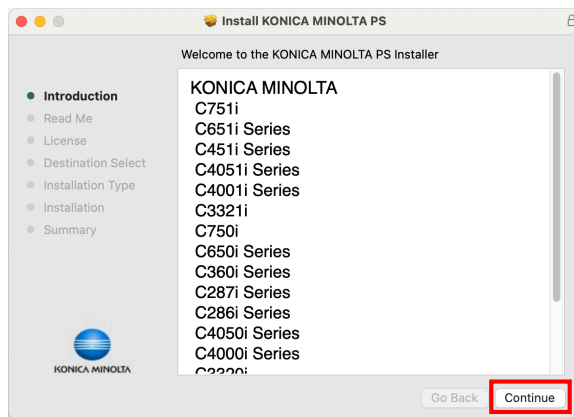 Install KONICA MINOLTA PS
Welcome to the KONICA MINOLTA PS Installer
Introduction
Read Me
License
Destination Select
Installation Type
Installation
Summary
KONICA MINOLTA
KONICA MINOLTA
C751i
C651i Series
C451i Series
C4051i Series
C4001i Series
C3321i
C750i
C650i Series
C360i Series
C287i Series
C286i Series
C4050i Series
C4000i Series
C3320i
Go Back
Continue